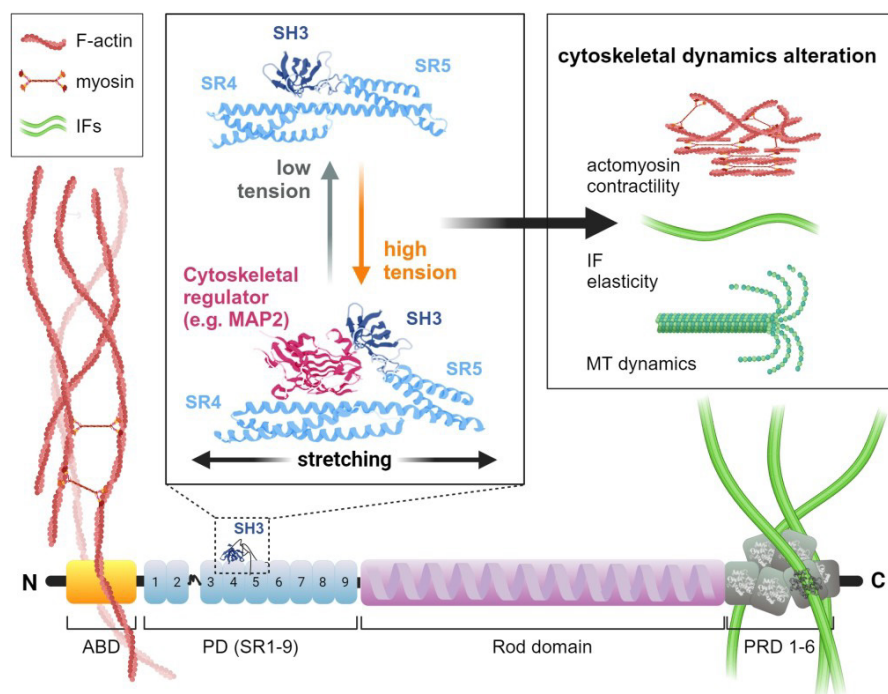 F-actin
myosin
IFs
SH3
SR4
SR5
low
tension
high
tension
Cytoskeletal
regulator
(e.g. MAP2)
SH3
SR5
SR4
stretching
cytoskeletal dynamics alteration
actomyosin
contractility
IF
elasticity
MT dynamics
SH3
N
1 2 3 4 5 6 7 8 9
C
ABD
PD (SR1-9)
Rod domain
PRD 1-6